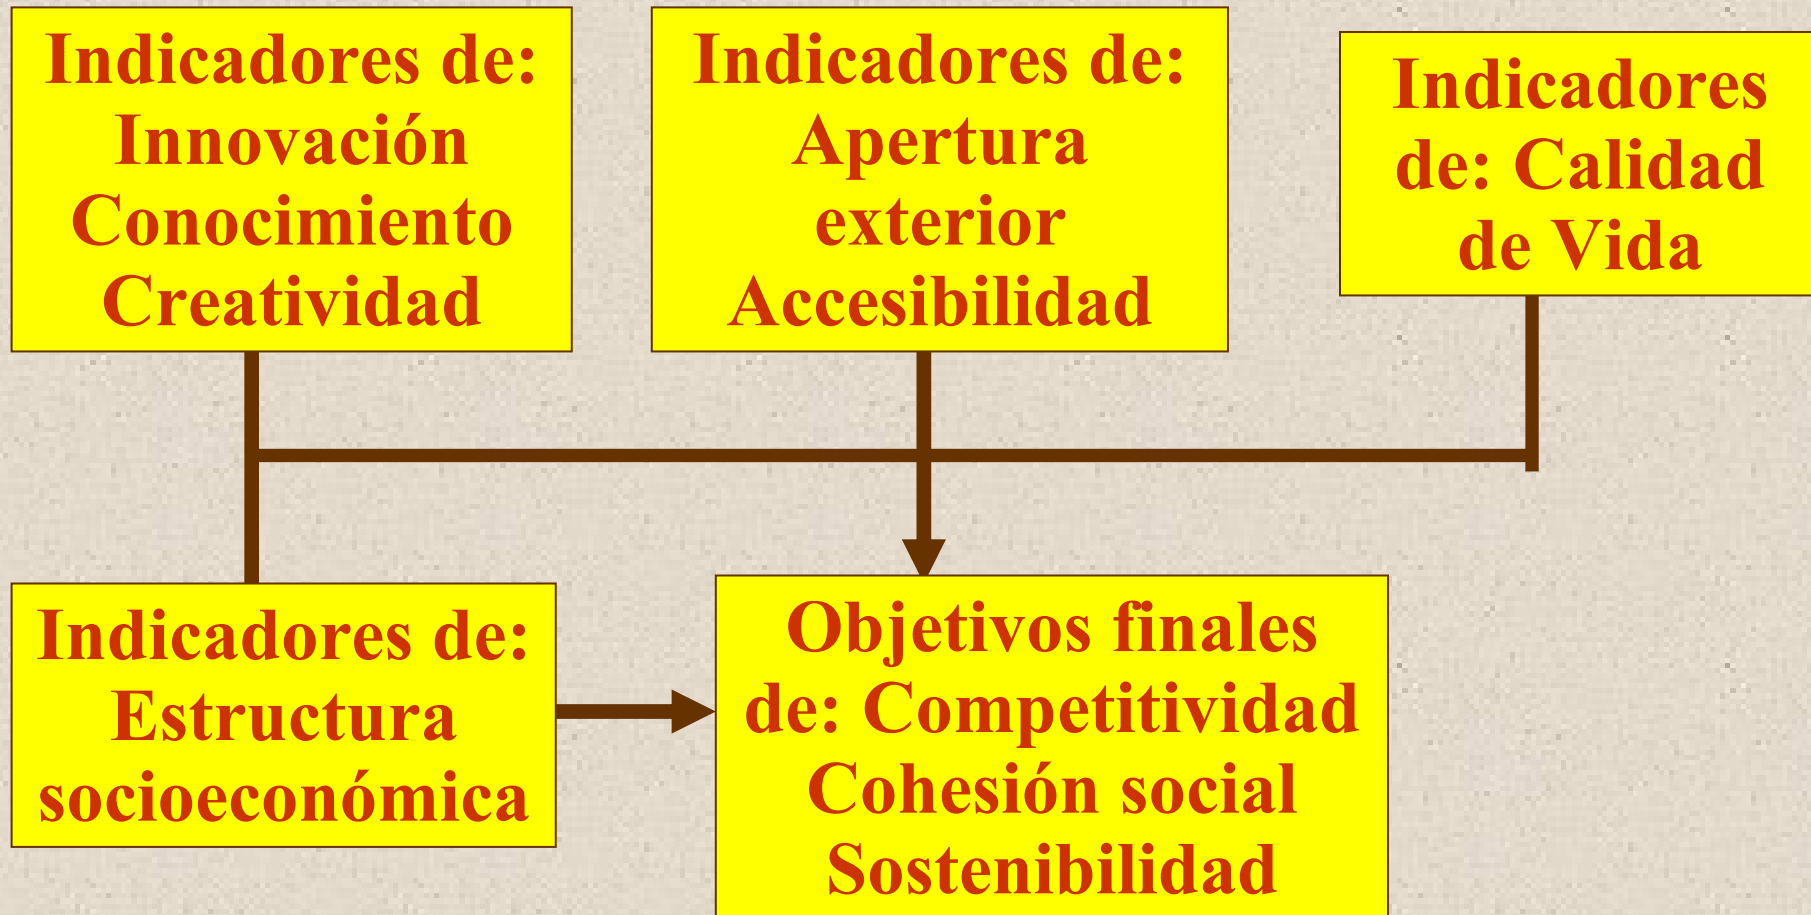 Indicadores de:
Innovación
Conocimiento
Creatividad
Indicadores de:
Apertura
exterior
Accesibilidad
Indicadores
de: Calidad
de Vida
Indicadores de:
Estructura
socioeconómica
Objetivos finales
de: Competitividad
Cohesión social
Sostenibilidad